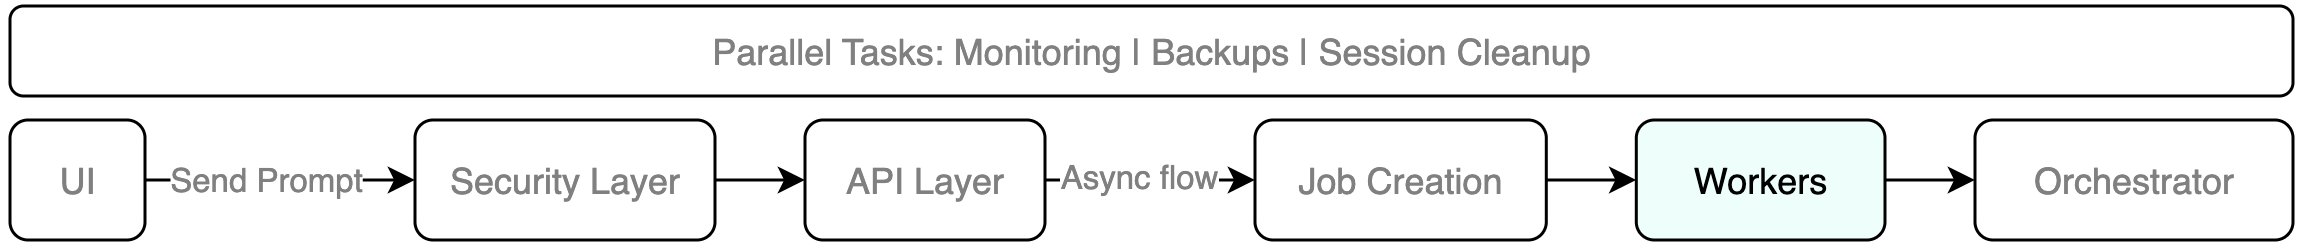 Parallel Tasks: Monitoring | Backups | Session Cleanup
UI
Send Prompt
Security Layer
API Layer
Async flow
Job Creation
Workers
Orchestrator